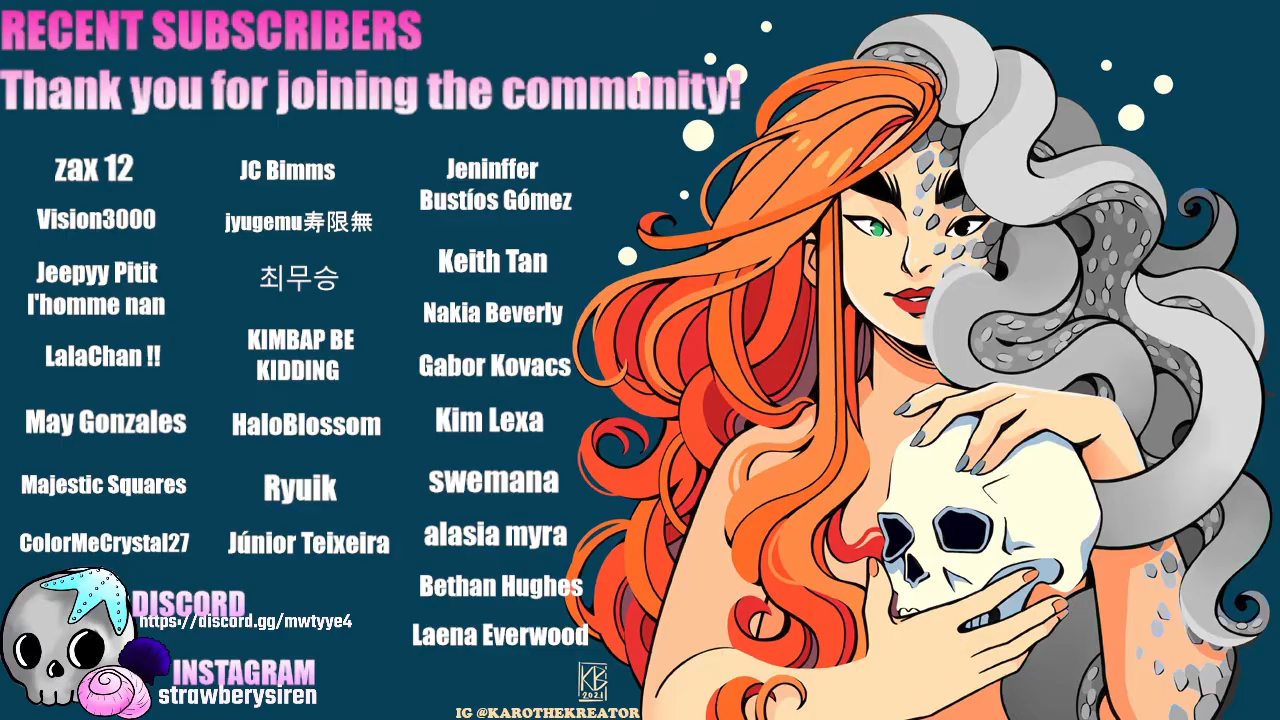 RECENT SUBSCRIBERS
Thank you for joining the community!
zax 12
Vision3000
Jeepyy Pitit
l'homme nan
LalaChan !!
May Gonzales
Majestic Squares
ColorMeCrystal27
JC Bimms
jyugemu寿限無
최무승
KIMBAP BE
KIDDING
HaloBlossom
Ryuik
Júnior Teixeira
Jeninffer
Bustíos Gómez
Keith Tan
Nakia Beverly
Gabor Kovacs
Kim Lexa
swemana
alasia myra
Bethan Hughes
Laena Everwood
DISCORD
https://discord.gg/mwtyye4
INSTAGRAM
strawberysiren
KB
2021
IG @KAROTHEKREATOR